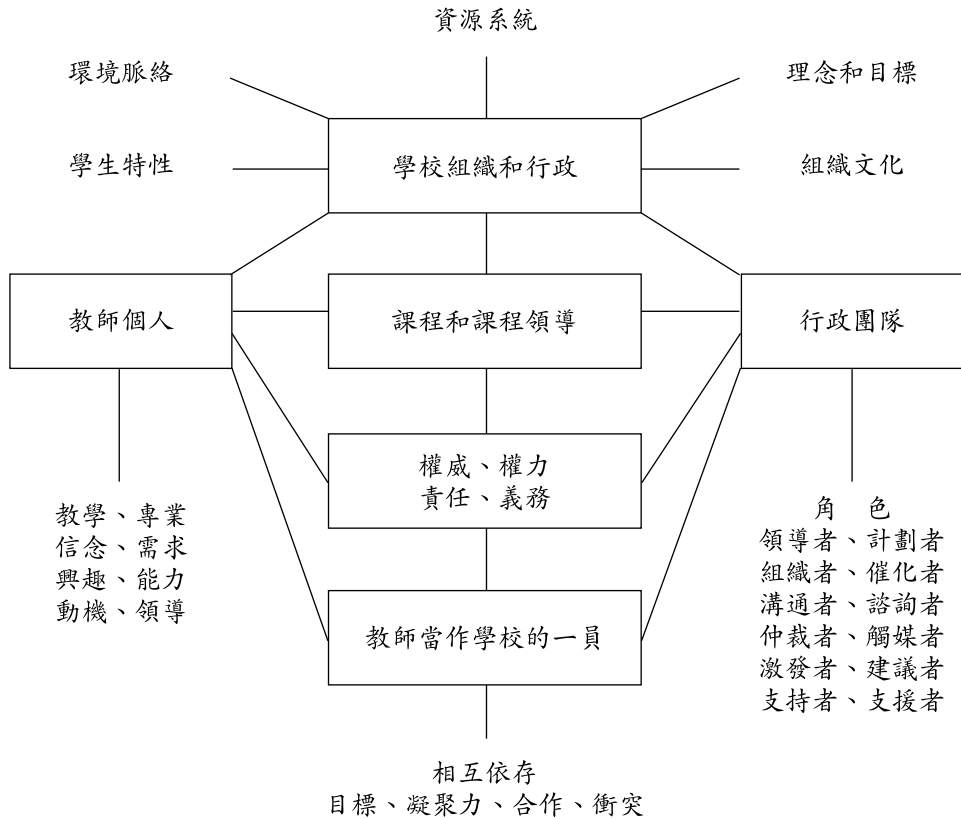 資源系統
環境脈絡
理念和目標
學生特性
學校組織和行政
組織文化
教師個人
課程和課程領導
行政團隊
權威、權力
責任、義務
教學、專業
信念、需求
興趣、能力
動機、領導
角　色
領導者、計劃者
組織者、催化者
溝通者、諮詢者
仲裁者、觸媒者
激發者、建議者
支持者、支援者
教師當作學校的一員
相互依存
目標、凝聚力、合作、衝突